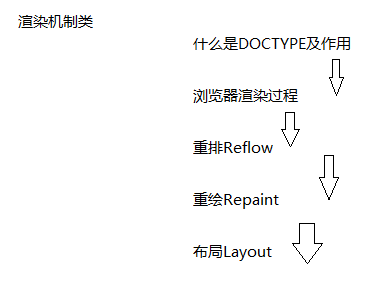 渲染机制类
什么是DOCTYPE及作用
浏览器渲染过程
重排Reflow
重绘Repaint
布局Layout